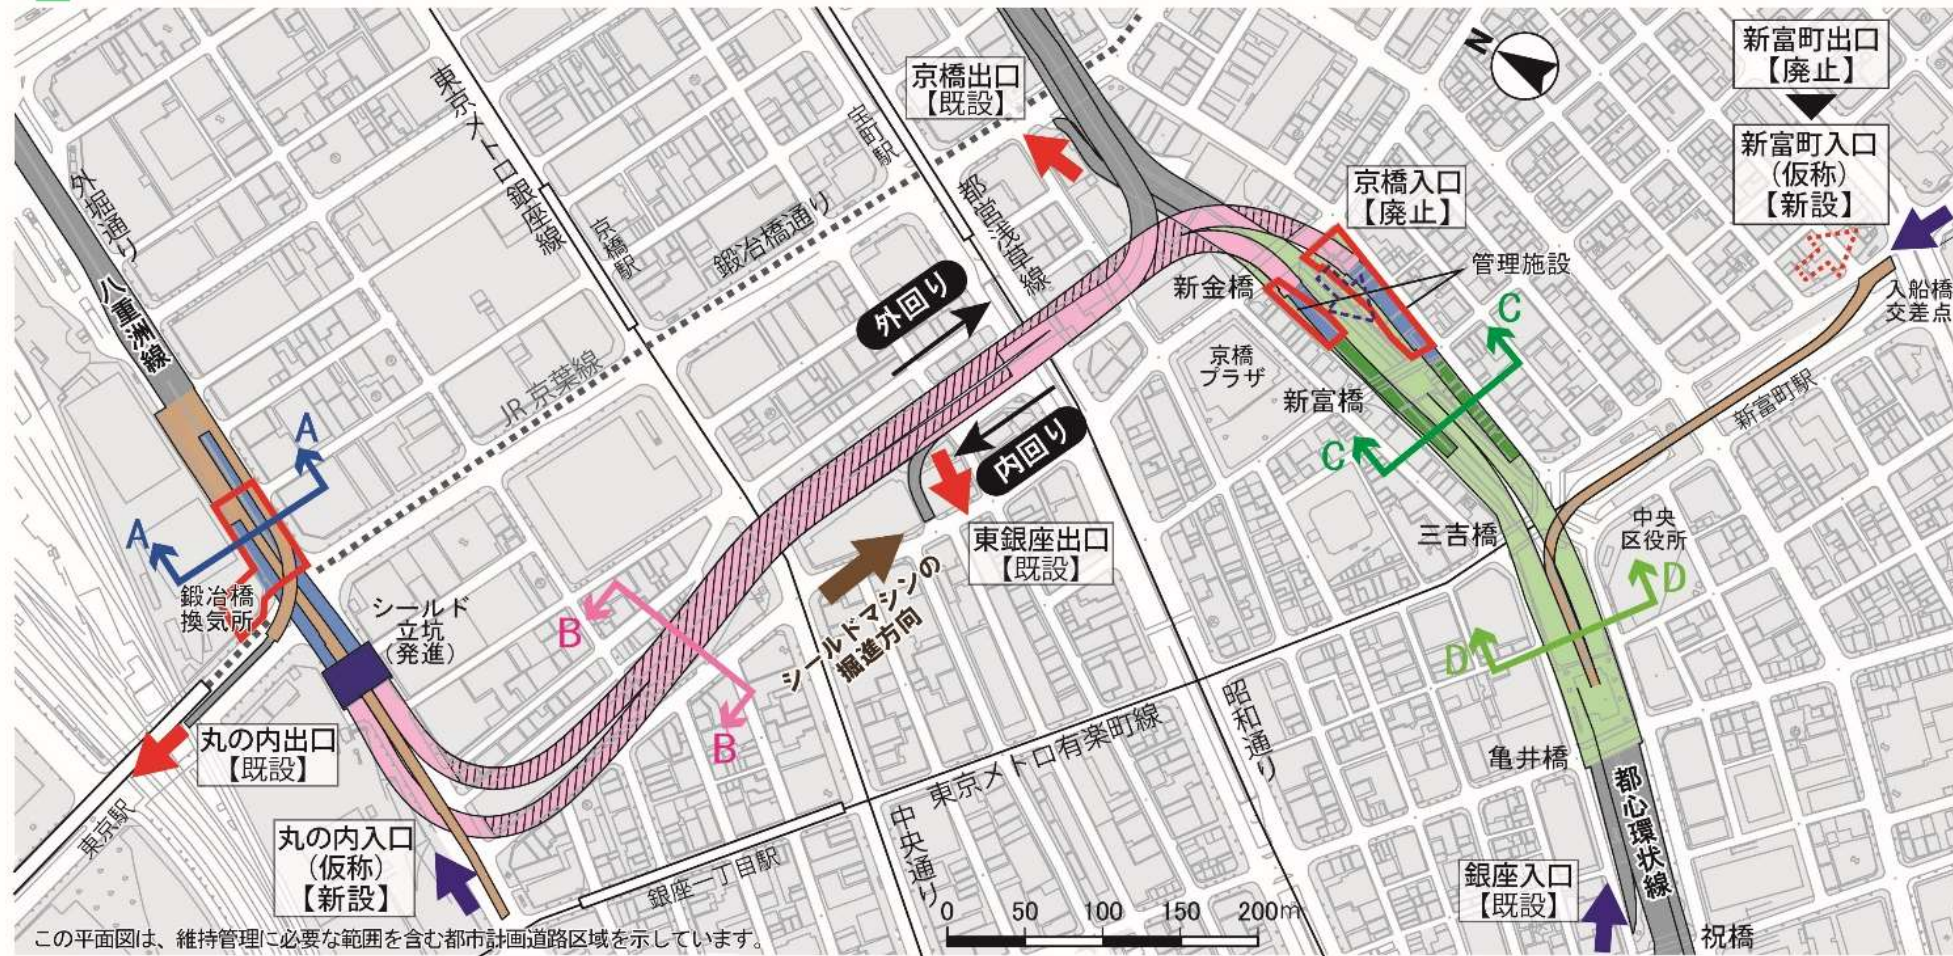 新富町出口
【廃止】
新富町入口
(仮称)
【新設】
N
京橋出口
【既設】
京橋入口
【廃止】
管理施設
外堀通り
八重洲線
東京メトロ銀座線
京橋駅
宝町駅
鍛冶橋通り
都営浅草線
JR 京葉線
外回り
内回り
新金橋
京橋
プラザ
新富橋
C
C
入船橋
交差点
新富町駅
A
A
鍛冶橋
換気所
シールド
立坑
(発進)
B
B
シールドマシンの
掘進方向
東銀座出口
【既設】
三吉橋
中央
区役所
D
D
丸の内出口
【既設】
東京駅
丸の内入口
(仮称)
【新設】
銀座一丁目駅
中央通り
東京メトロ有楽町線
昭和通り
亀井橋
都心環状線
銀座入口
【既設】
祝橋
0 50 100 150 200m
この平面図は、維持管理に必要な範囲を含む都市計画道路区域を示しています。